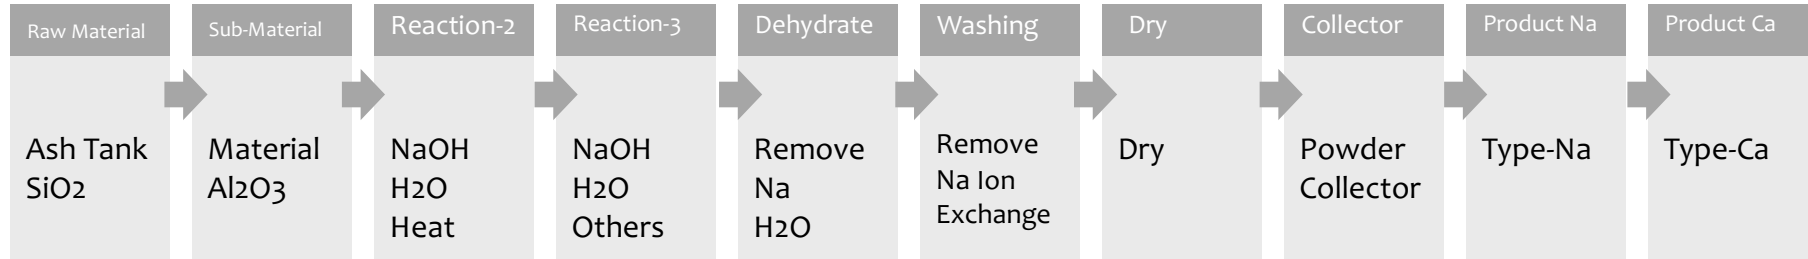 Raw Material
Ash Tank
SiO2
Sub-Material
Material
Al2O3
Reaction-2
NaOH
H2O
Heat
Reaction-3
NaOH
H2O
Others
Dehydrate
Remove
Na
H2O
Washing
Remove
Na Ion
Exchange
Dry
Dry
Collector
Powder
Collector
Product Na
Type-Na
Product Ca
Type-Ca